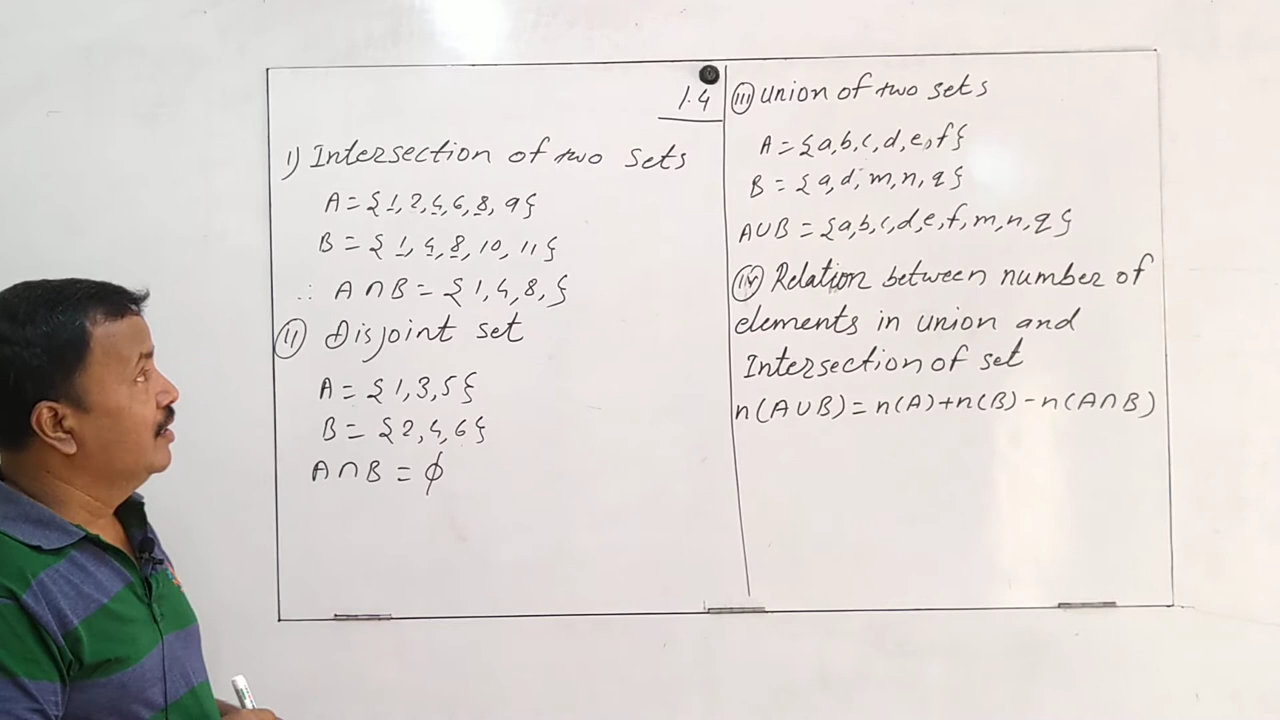 1.4
i) Intersection of two sets
A = {1, 2, 4, 6, 8, 9}
B = {1, 4, 8, 10, 11}
∴ A ∩ B = {1, 4, 8, }
(ii) Disjoint set
A = {1, 3, 5}
B = {2, 4, 6}
A ∩ B = ϕ
(iii) Union of two sets
A = {a, b, c, d, e, f}
B = {a, d, m, n, q}
A ∪ B = {a, b, c, d, e, f, m, n, q}
(iv) Relation between number of
elements in union and
Intersection of set
n(A ∪ B) = n(A) + n(B) - n(A ∩ B)